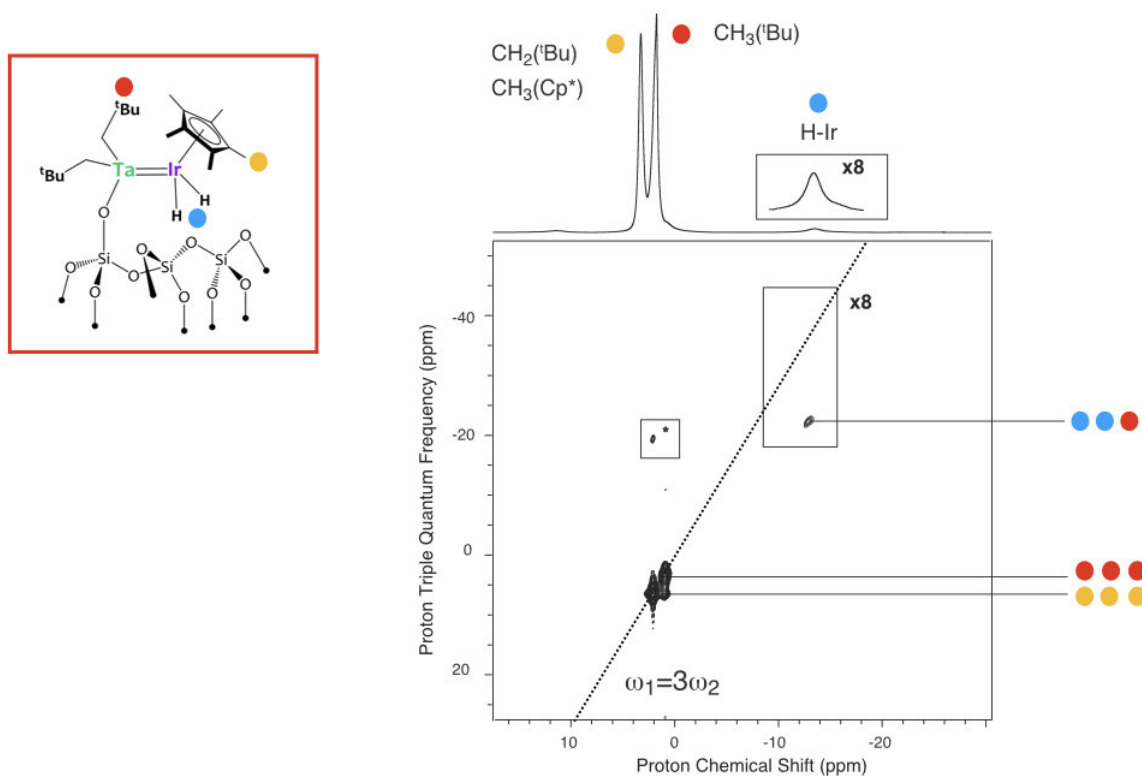 CH₂(ᵗBu)
CH₃(Cp*)
CH₃(ᵗBu)
H-Ir
x8
ᵗBu
ᵗBu
Ta
Ir
H
H
O
Si
O
O
O
O
Si
O
O
Si
O
O
O
O
x8
*
-40
-20
0
20
Proton Triple Quantum Frequency (ppm)
ω₁=3ω₂
10
0
-10
-20
Proton Chemical Shift (ppm)